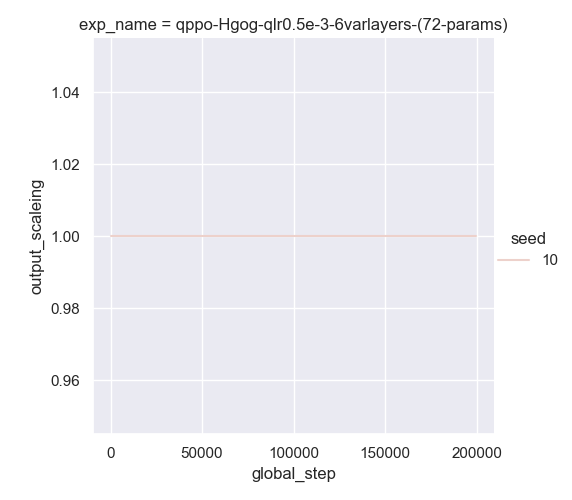 exp_name = qppo-Hgog-qlr0.5e-3-6varlayers-(72-params)
1.04
1.02
1.00
0.98
0.96
output_scaleing
0
50000
100000
150000
200000
global_step
seed
10